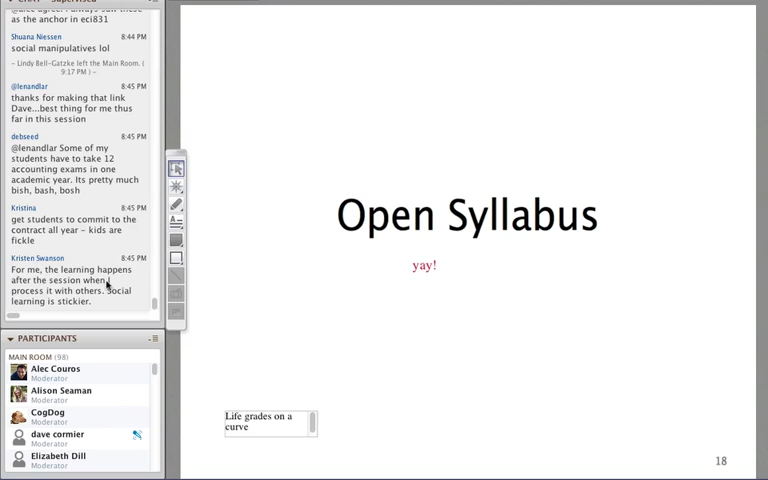 CHAT - Supervised
@alec agree. I always saw these
as the anchor in eci831
Shuana Niessen 8:44 PM
social manipulatives lol
- Lindy Bell-Gatzke left the Main Room. (
9:17 PM ) -
@lenandlar 8:45 PM
thanks for making that link
Dave...best thing for me thus
far in this session
debseed 8:45 PM
@lenandlar Some of my
students have to take 12
accounting exams in one
academic year. Its pretty much
bish, bash, bosh
Kristina 8:45 PM
get students to commit to the
contract all year - kids are
fickle
Kristen Swanson 8:45 PM
For me, the learning happens
after the session when I
process it with others. Social
learning is stickier.
PARTICIPANTS
MAIN ROOM (98)
Alec Couros
Moderator
Alison Seaman
Moderator
CogDog
Moderator
dave cormier
Moderator
Elizabeth Dill
Moderator
Open Syllabus
yay!
Life grades on a
curve
18